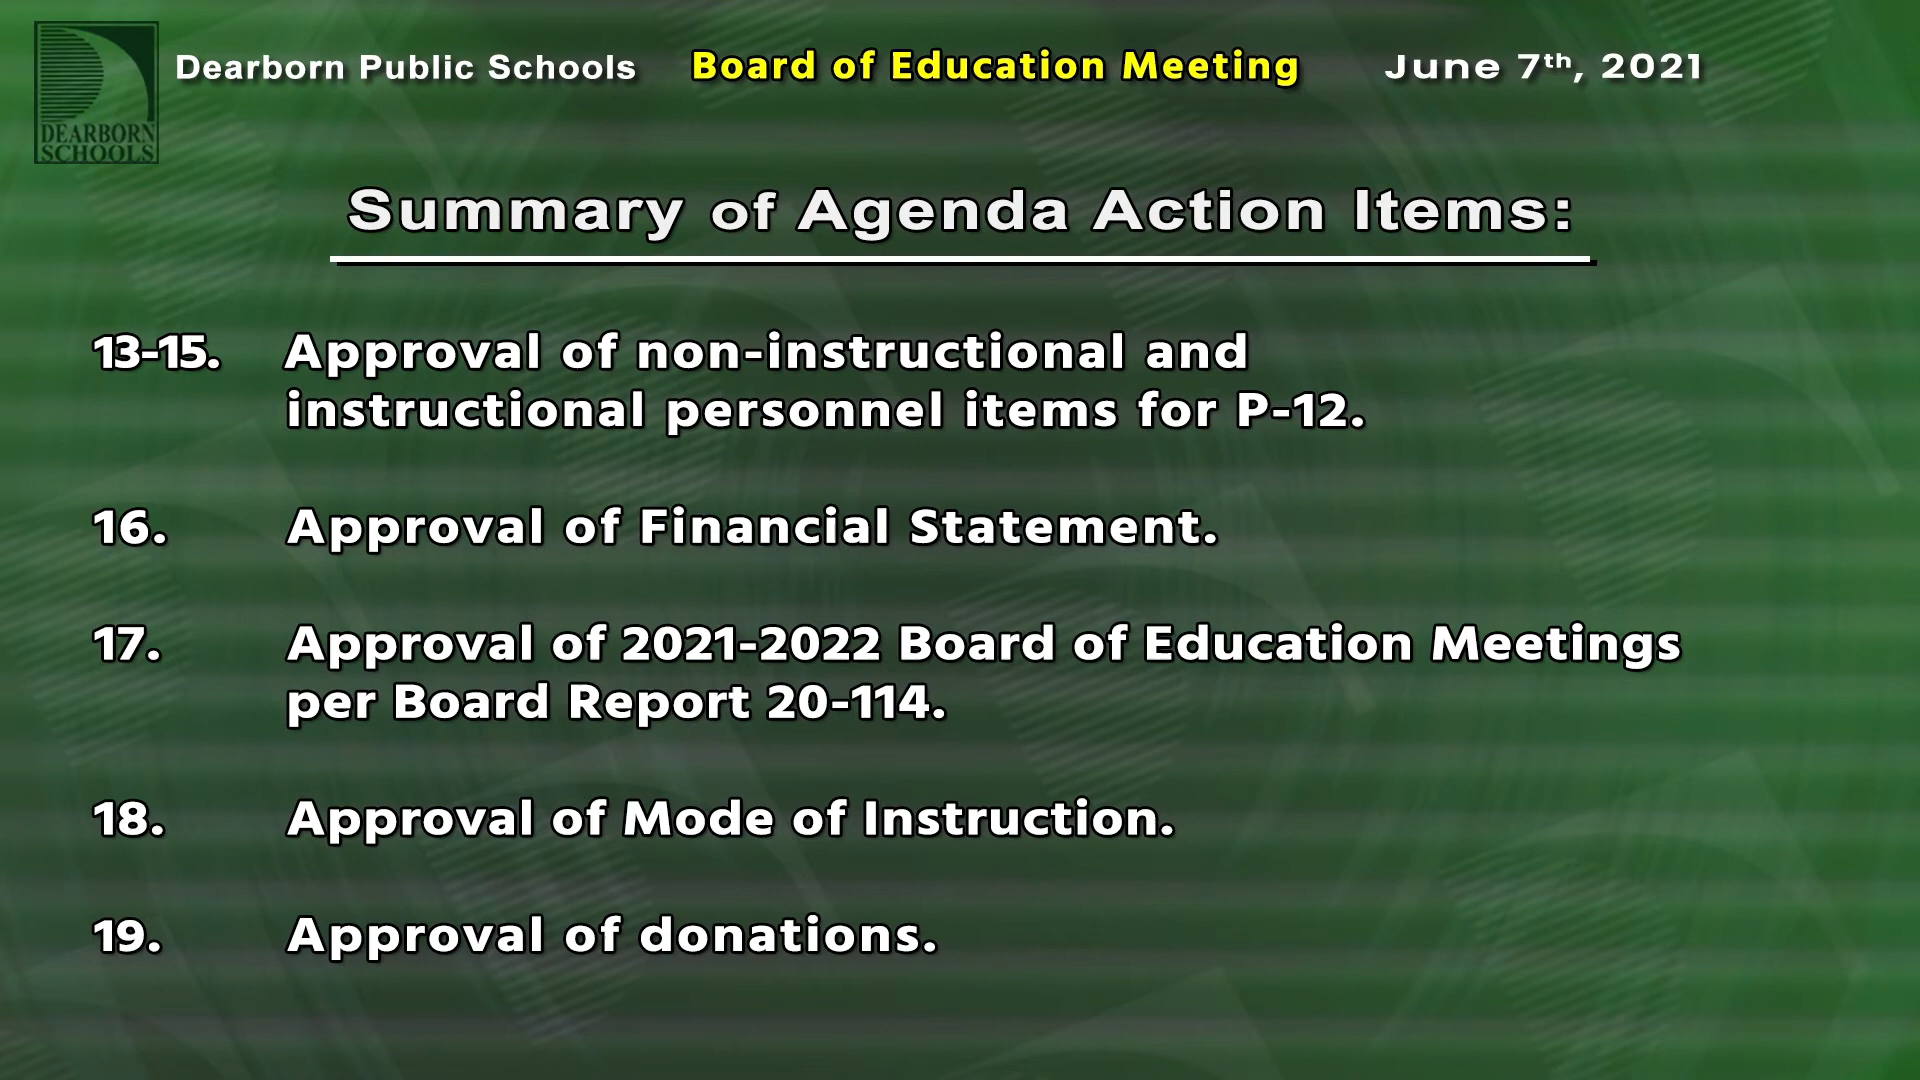 Dearborn Public Schools Board of Education Meeting June 7th, 2021
DEARBORN
SCHOOLS
Summary of Agenda Action Items:
13-15. Approval of non-instructional and
instructional personnel items for P-12.
16. Approval of Financial Statement.
17. Approval of 2021-2022 Board of Education Meetings
per Board Report 20-114.
18. Approval of Mode of Instruction.
19. Approval of donations.